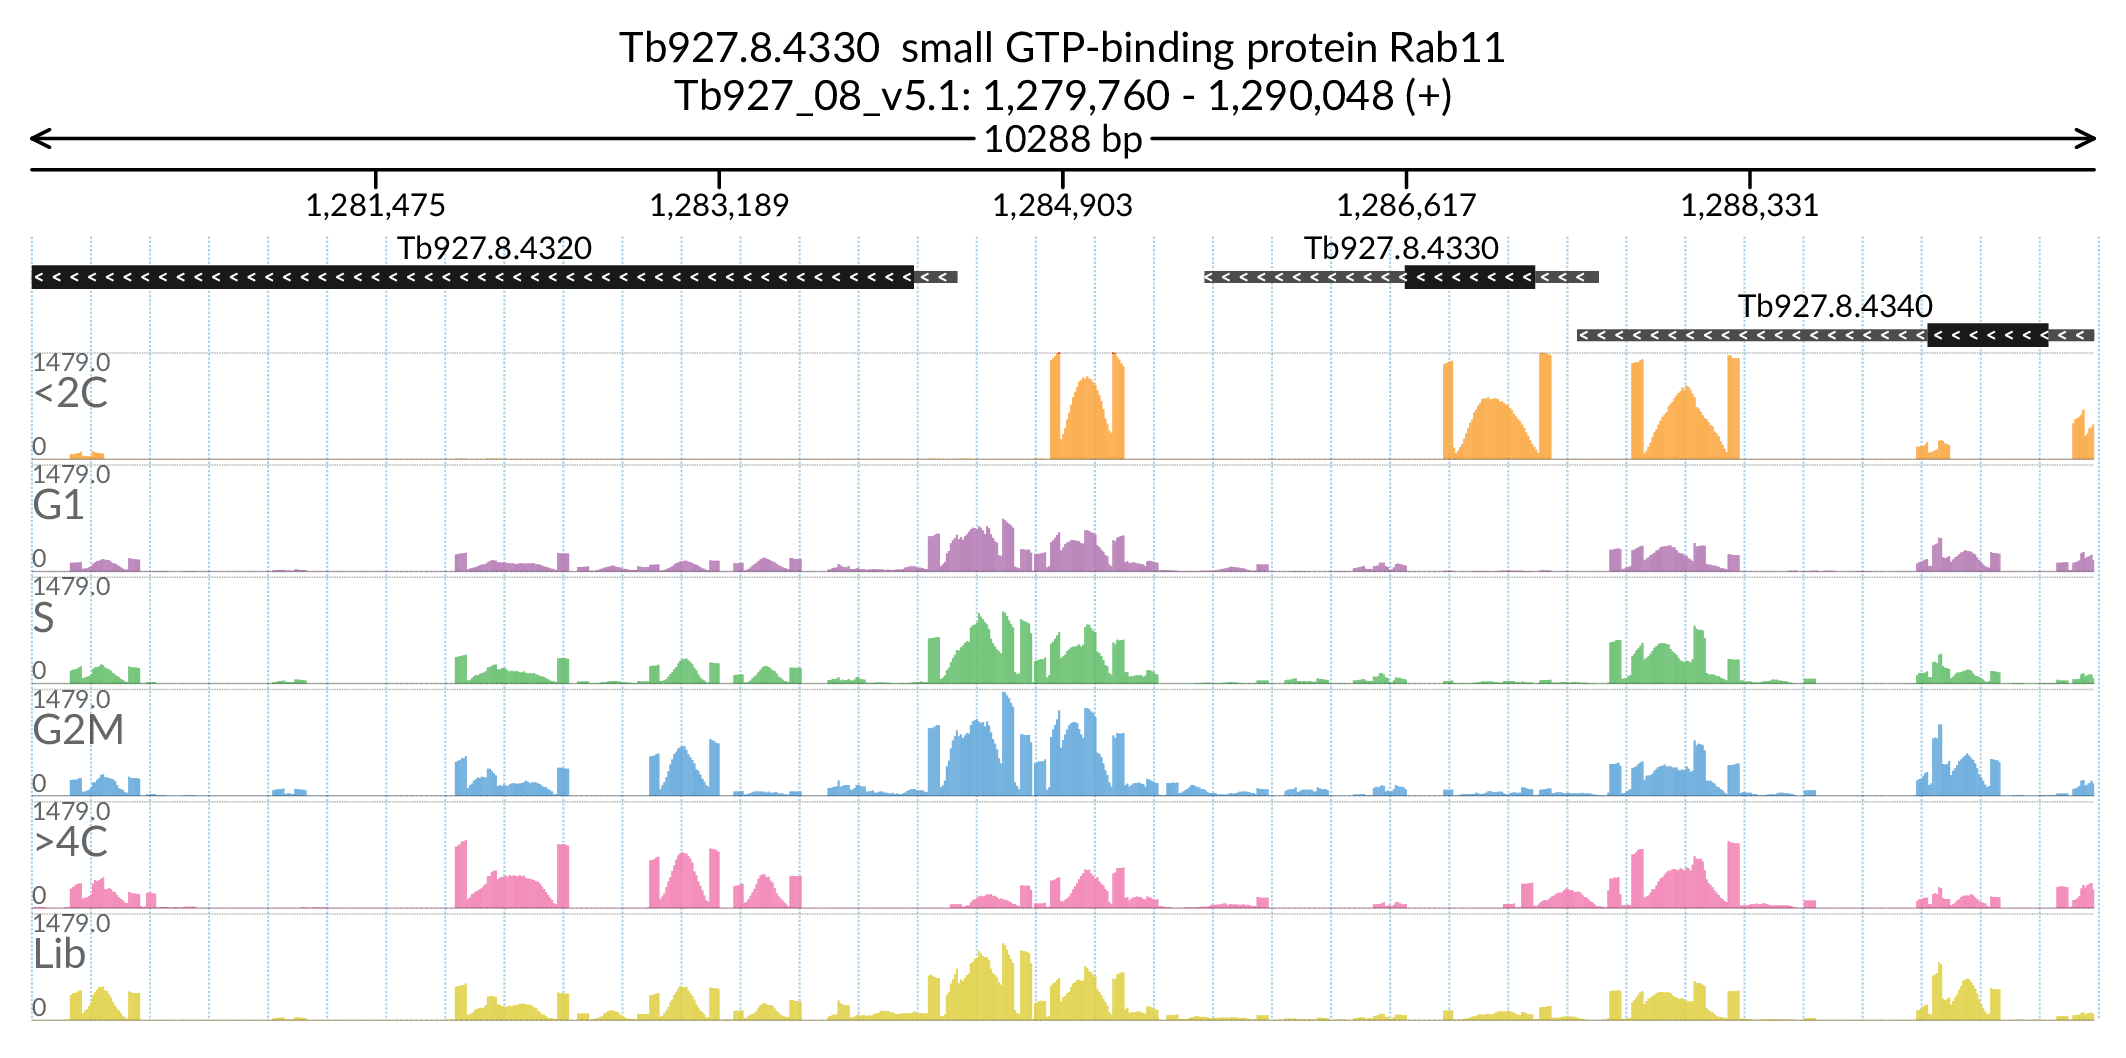 Tb927.8.4330  small GTP-binding protein Rab11
Tb927_08_v5.1: 1,279,760 - 1,290,048 (+)
10288 bp
1,281,475 1,283,189 1,284,903 1,286,617 1,288,331
Tb927.8.4320 Tb927.8.4330
Tb927.8.4340
1479.0
<2C
0
1479.0
G1
0
1479.0
S
0
1479.0
G2M
0
1479.0
>4C
0
1479.0
Lib
0